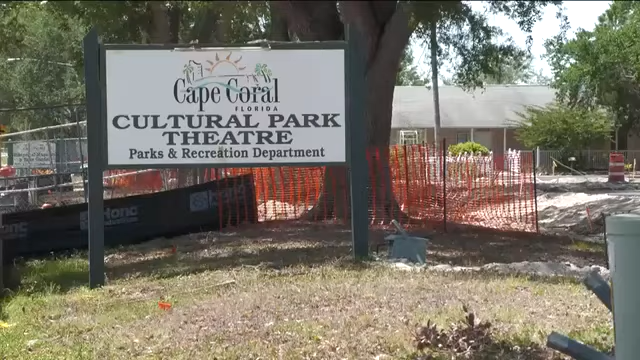 Cape Coral
FLORIDA
CULTURAL PARK
THEATRE
Parks & Recreation Department